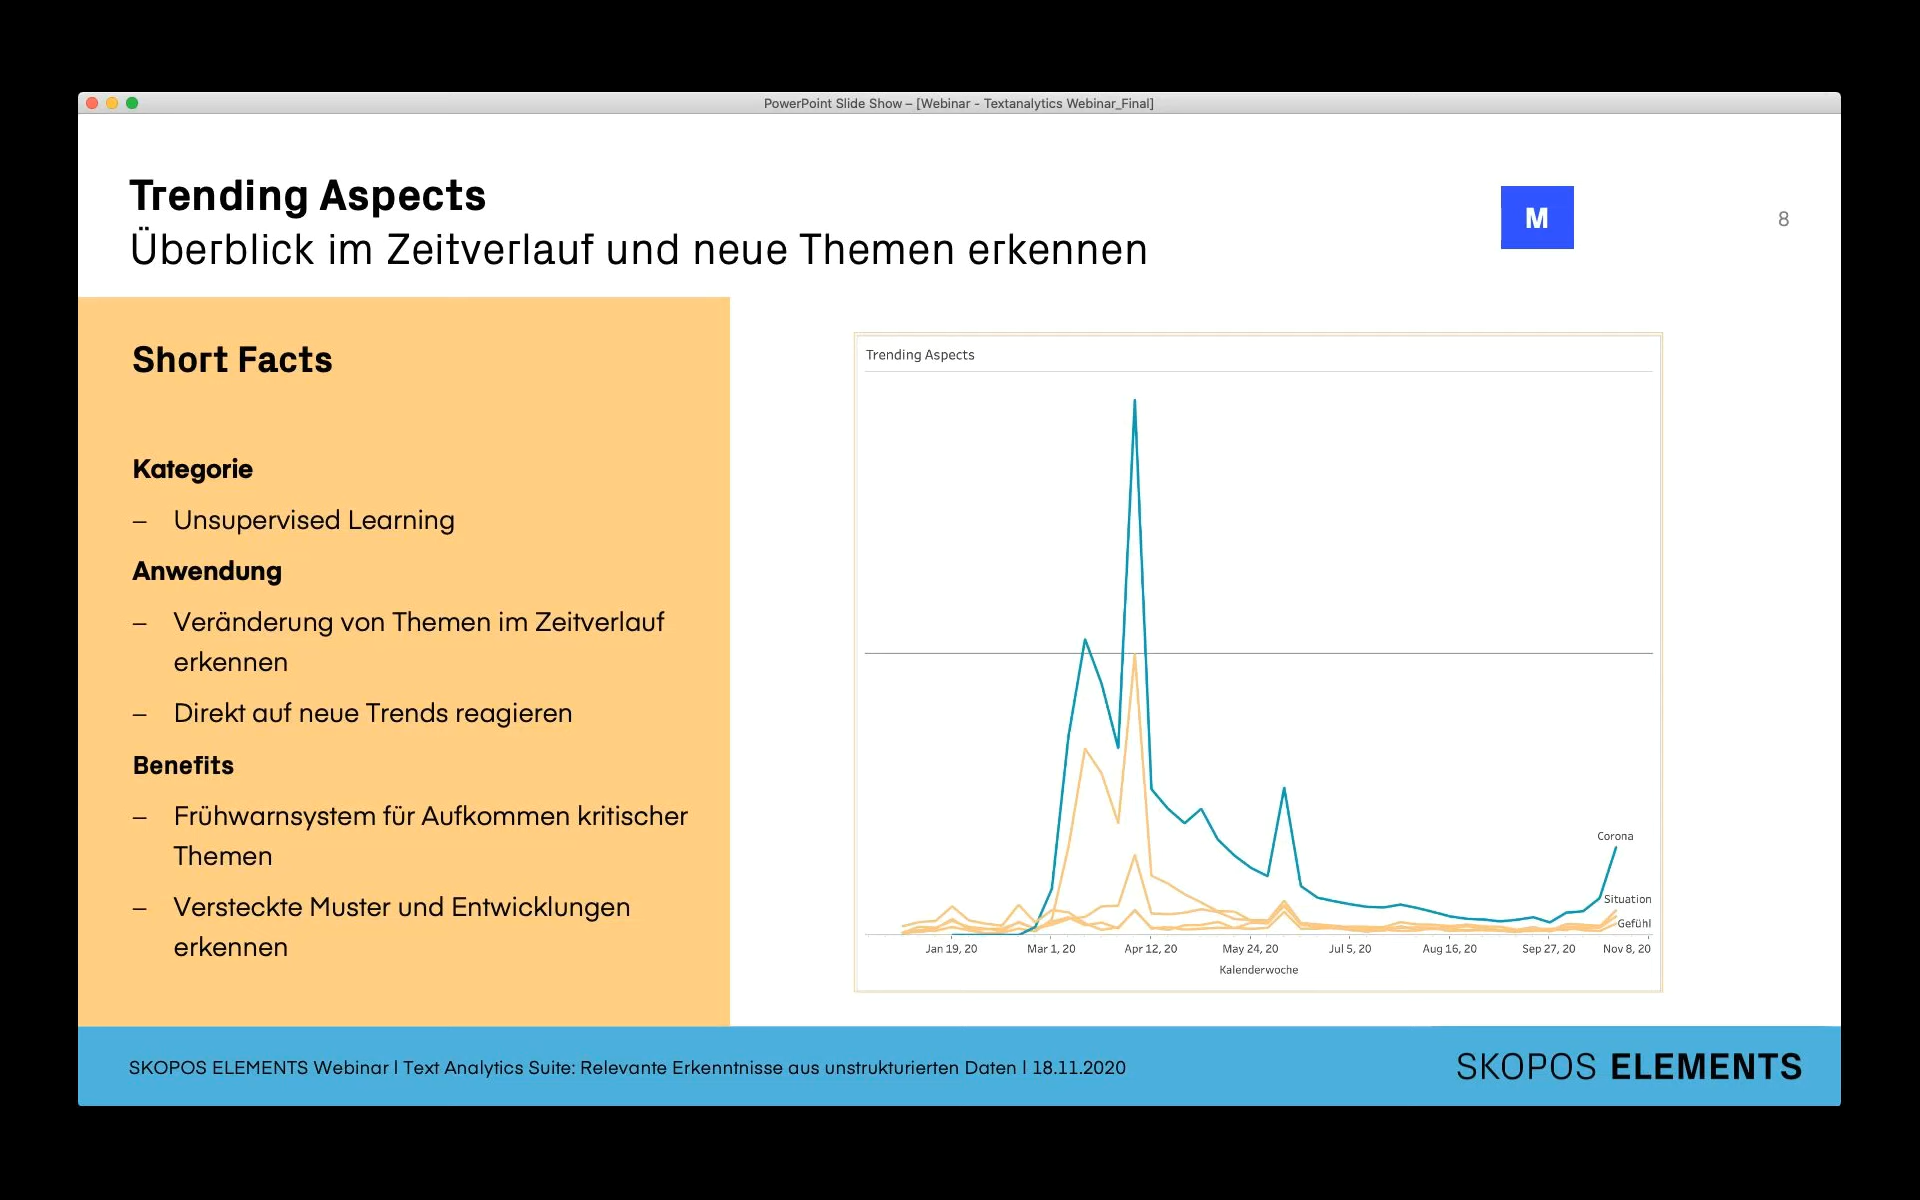 PowerPoint Slide Show – [Webinar - Textanalytics Webinar_Final]
Trending Aspects
Überblick im Zeitverlauf und neue Themen erkennen
M
8
Short Facts
Kategorie
– Unsupervised Learning
Anwendung
– Veränderung von Themen im Zeitverlauf
erkennen
– Direkt auf neue Trends reagieren
Benefits
– Frühwarnsystem für Aufkommen kritischer
Themen
– Versteckte Muster und Entwicklungen
erkennen
Trending Aspects
Corona
Situation
Gefühl
Jan 19, 20 Mar 1, 20 Apr 12, 20 May 24, 20 Jul 5, 20 Aug 16, 20 Sep 27, 20 Nov 8, 20
Kalenderwoche
SKOPOS ELEMENTS Webinar | Text Analytics Suite: Relevante Erkenntnisse aus unstrukturierten Daten | 18.11.2020
SKOPOS ELEMENTS